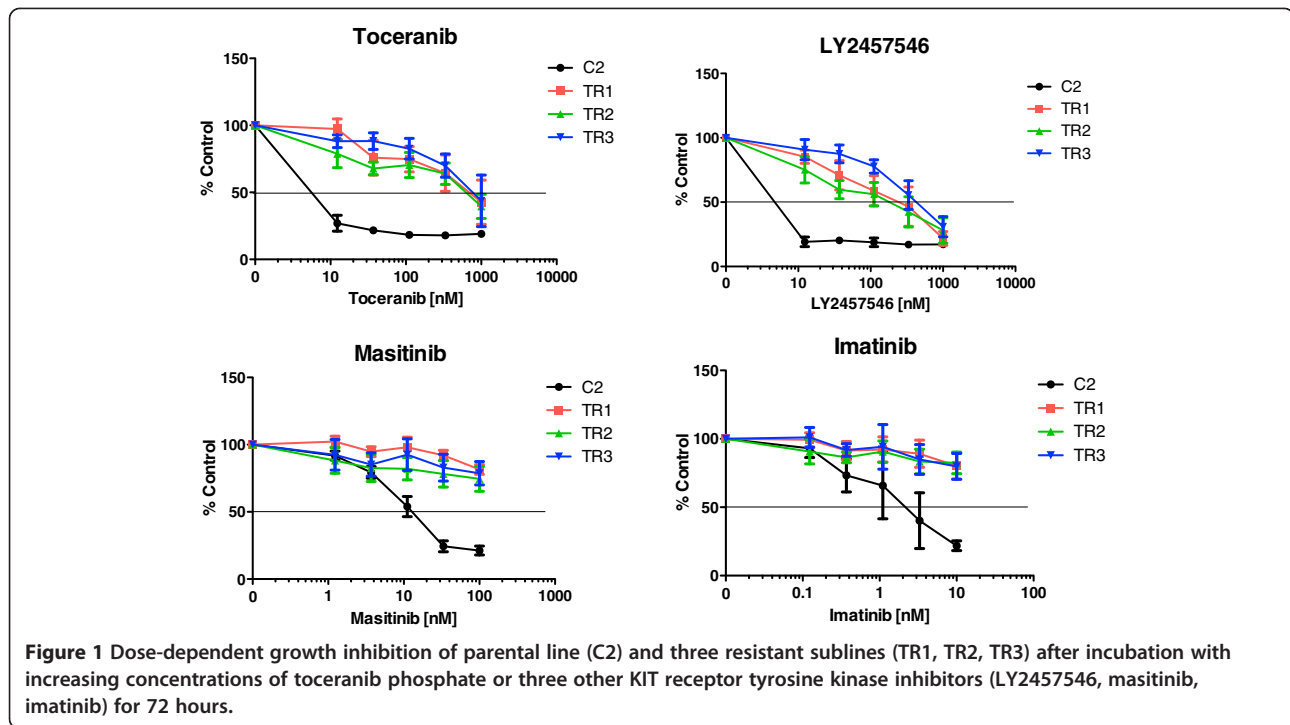 Toceranib
% Control
150
100
50
0
0
10
100
1000
10000
Toceranib [nM]
C2
TR1
TR2
TR3
LY2457546
% Control
150
100
50
0
0
10
100
1000
10000
LY2457546 [nM]
C2
TR1
TR2
TR3
Masitinib
% Control
150
100
50
0
0
1
10
100
1000
Masitinib [nM]
C2
TR1
TR2
TR3
Imatinib
% Control
150
100
50
0
0
0.1
1
10
100
Imatinib [nM]
C2
TR1
TR2
TR3
Figure 1 Dose-dependent growth inhibition of parental line (C2) and three resistant sublines (TR1, TR2, TR3) after incubation with
increasing concentrations of toceranib phosphate or three other KIT receptor tyrosine kinase inhibitors (LY2457546, masitinib,
imatinib) for 72 hours.